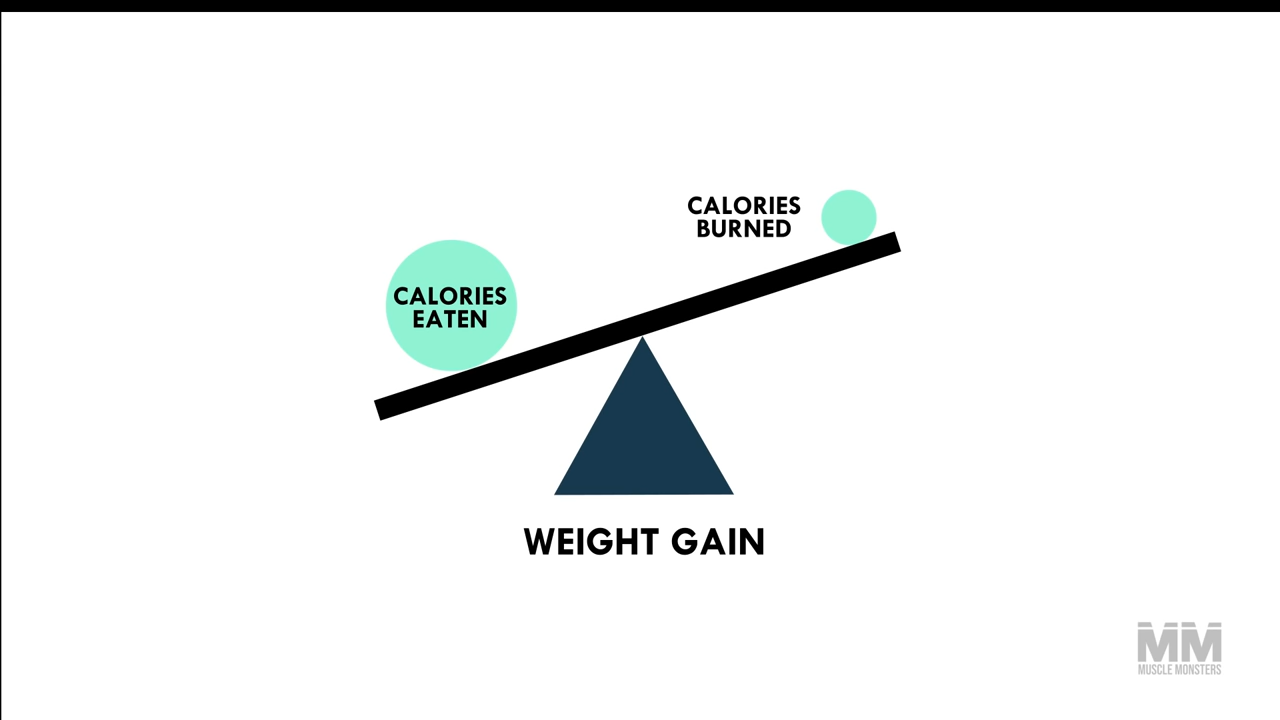 CALORIES
BURNED
CALORIES
EATEN
WEIGHT GAIN
MM
MUSCLE MONSTERS